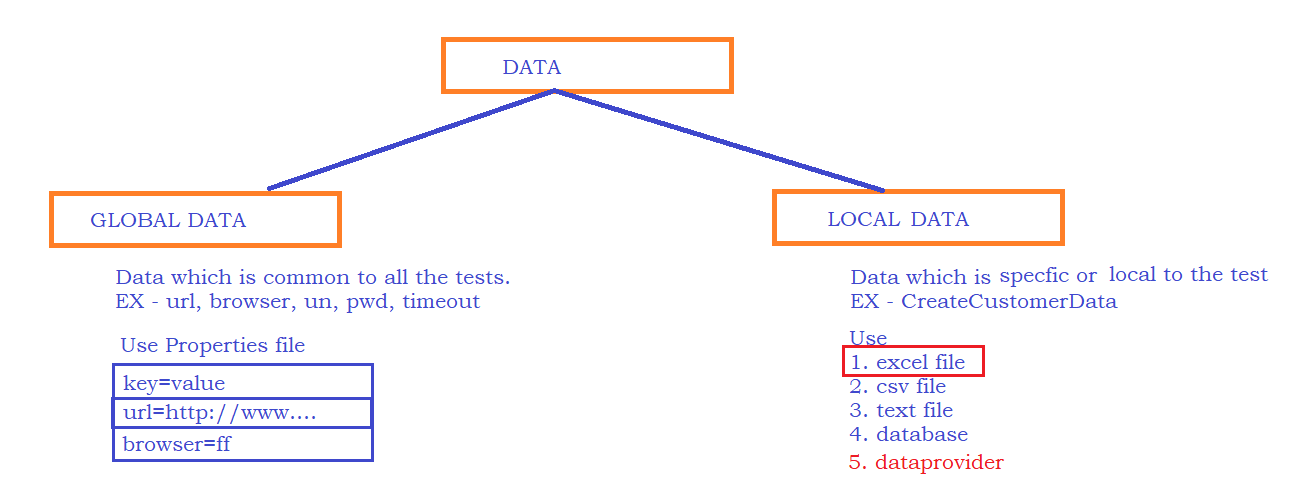 DATA
GLOBAL DATA
Data which is common to all the tests.
EX - url, browser, un, pwd, timeout
Use Properties file
key=value
url=http://www....
browser=ff
LOCAL DATA
Data which is specfic or local to the test
EX - CreateCustomerData
Use
1. excel file
2. csv file
3. text file
4. database
5. dataprovider